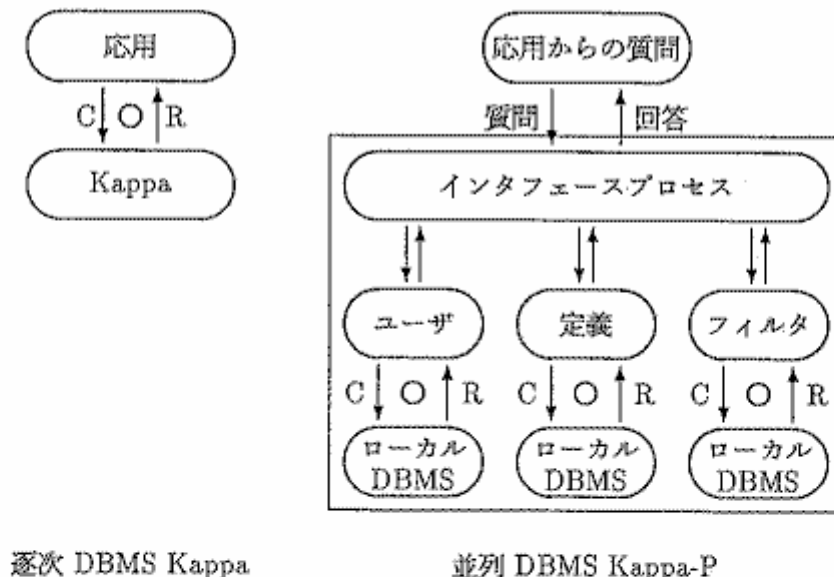 応用
C ○ R
Kappa
逐次 DBMS Kappa
応用からの質問
質問 回答
インタフェースプロセス
ユーザ 定義 フィルタ
C ○ R C ○ R C ○ R
ローカル ローカル ローカル
DBMS DBMS DBMS
並列 DBMS Kappa-P